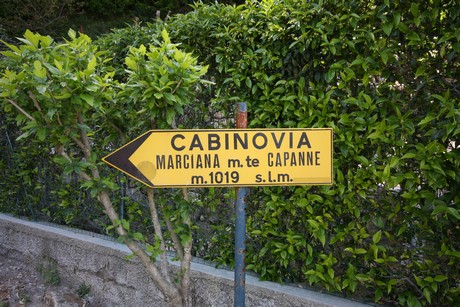 CABINOVIA
MARCIANA m.te CAPANNE
m.1019 s.l.m.